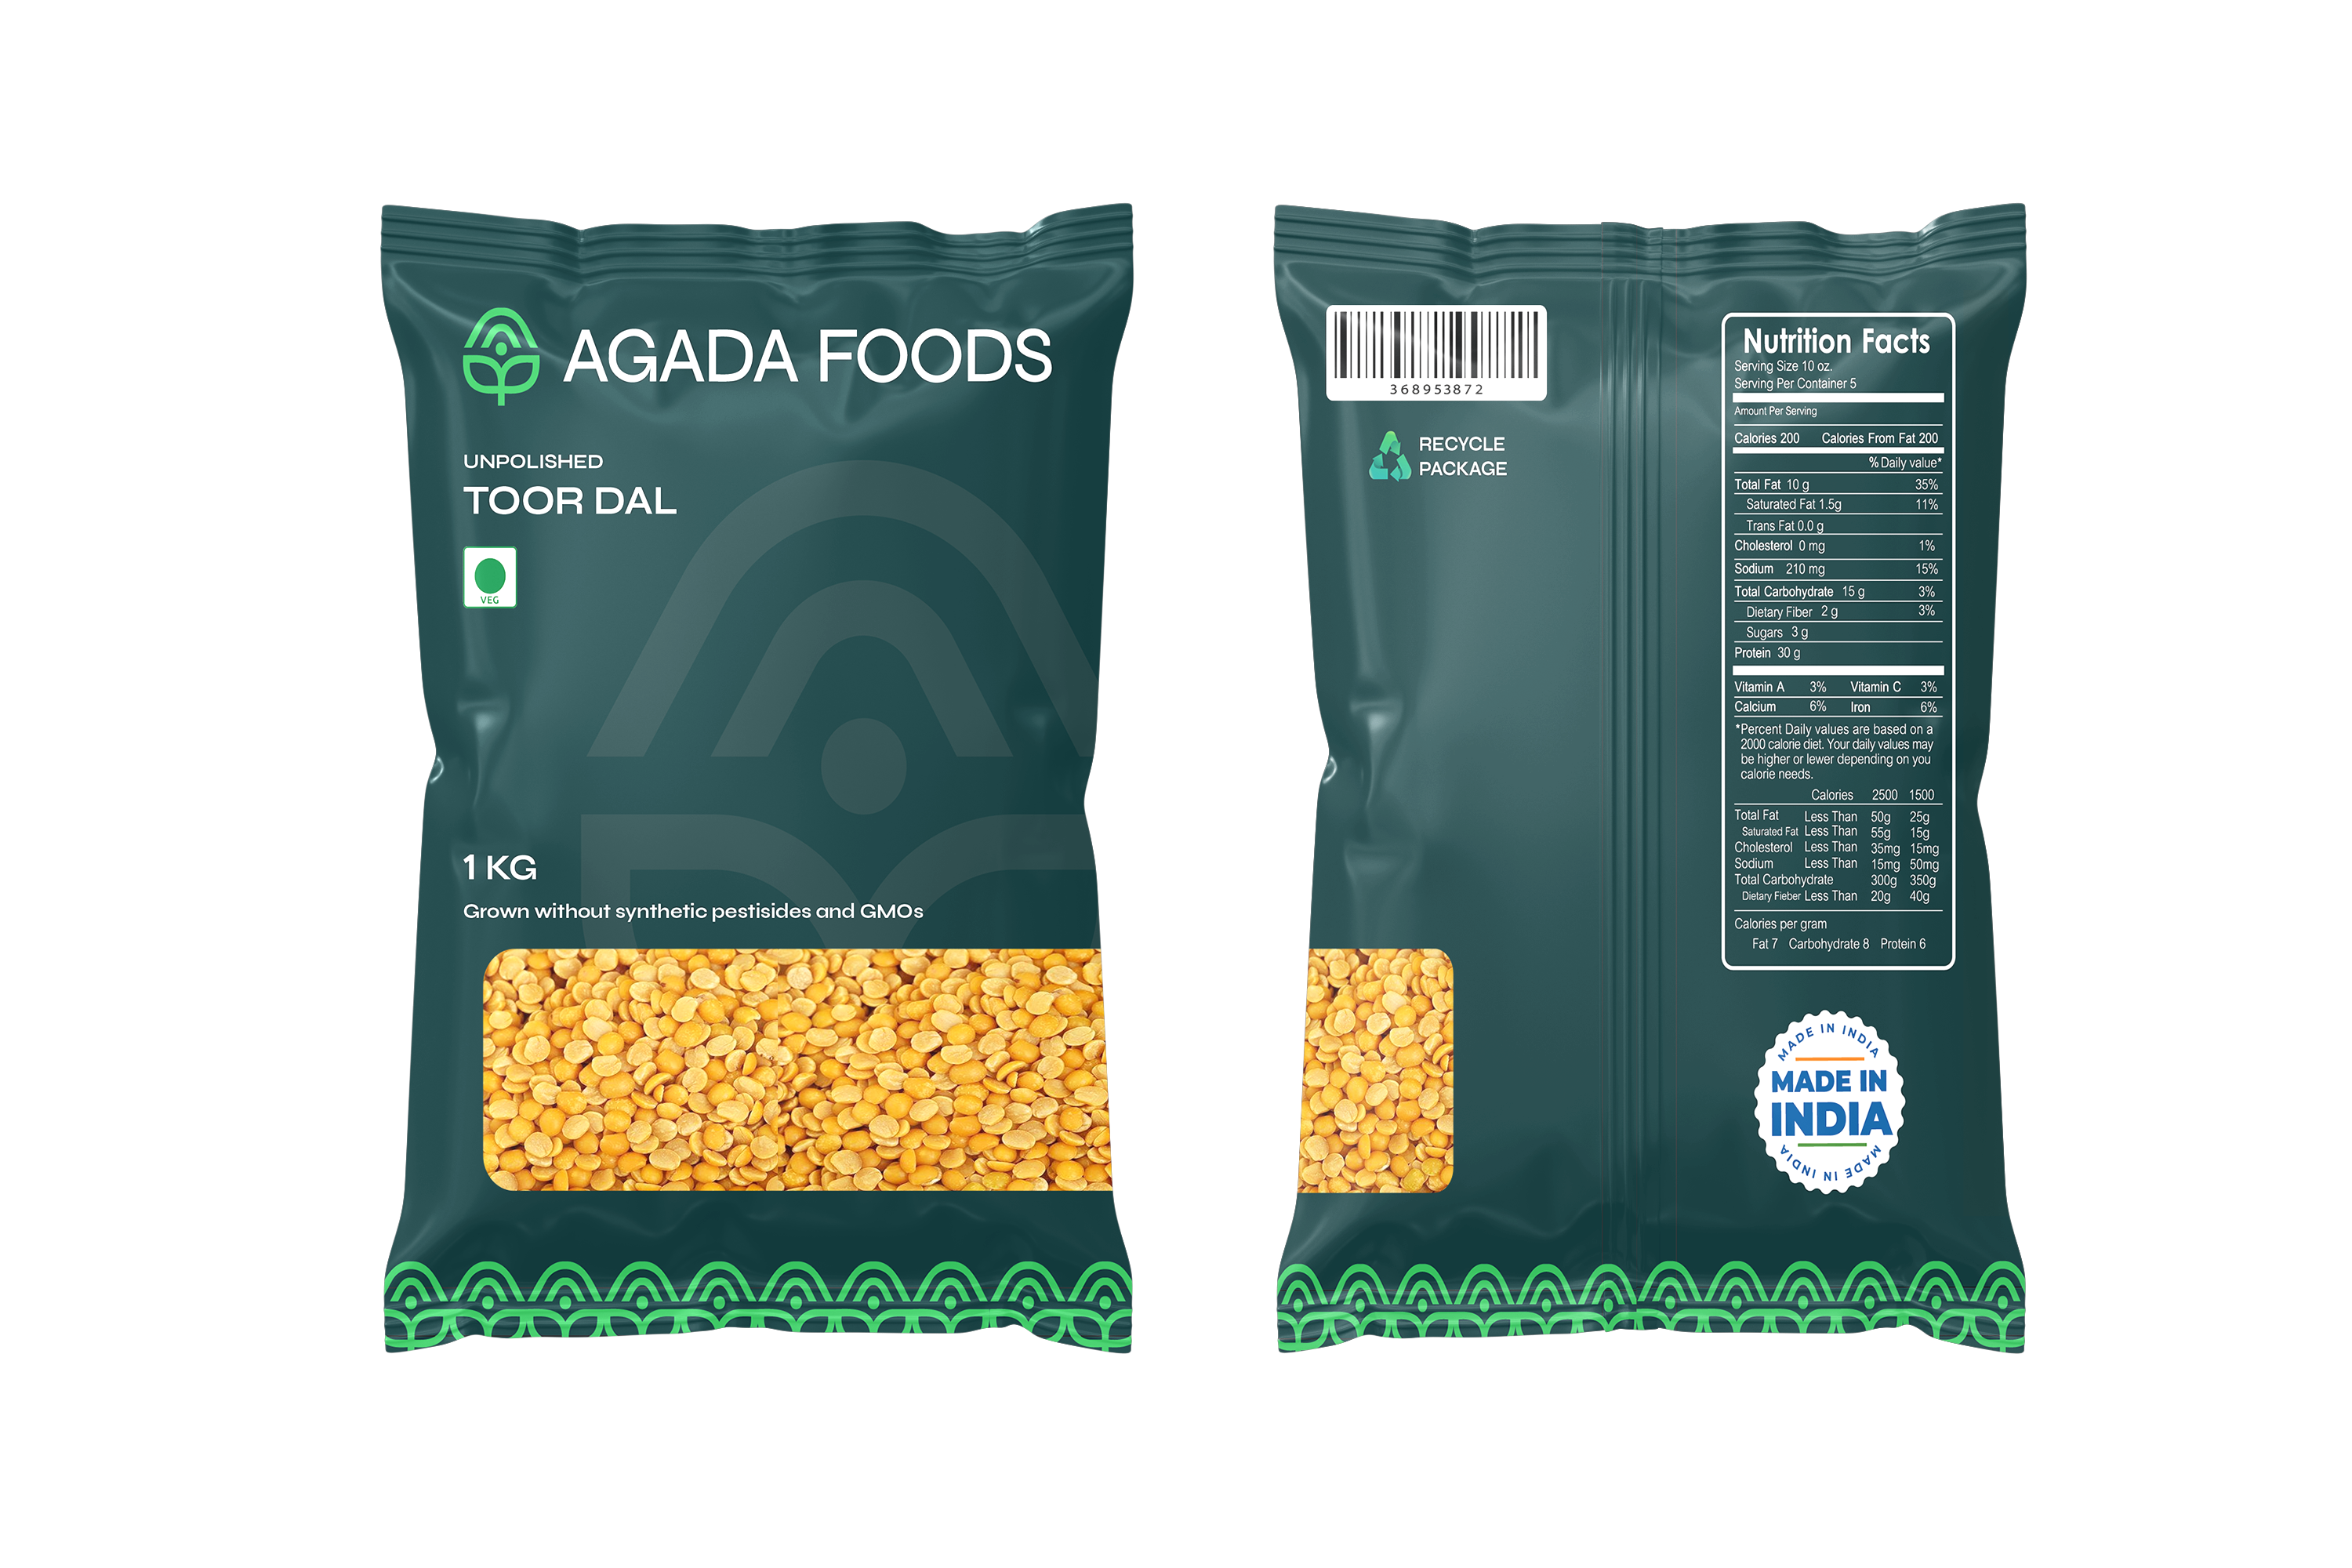 AGADA FOODS
UNPOLISHED
TOOR DAL
VEG
1 KG
Grown without synthetic pestisides and GMOs
368953872
RECYCLE
PACKAGE
Nutrition Facts
Serving Size 10 oz.
Serving Per Container 5
Amount Per Serving
Calories 200 Calories From Fat 200
% Daily value*
Total Fat 10 g 35%
Saturated Fat 1.5g 11%
Trans Fat 0.0 g
Cholesterol 0 mg 1%
Sodium 210 mg 15%
Total Carbohydrate 15 g 3%
Dietary Fiber 2 g 3%
Sugars 3 g
Protein 30 g
Vitamin A 3% Vitamin C 3%
Calcium 6% Iron 6%
*Percent Daily values are based on a
2000 calorie diet. Your daily values may
be higher or lewer depending on you
calorie needs.
Calories 2500 1500
Total Fat Less Than 50g 25g
Saturated Fat Less Than 55g 15g
Cholesterol Less Than 35mg 15mg
Sodium Less Than 15mg 50mg
Total Carbohydrate 300g 350g
Dietary Fieber Less Than 20g 40g
Calories per gram
Fat 7 Carbohydrate 8 Protein 6
MADE IN INDIA
MADE IN
INDIA
MADE IN INDIA